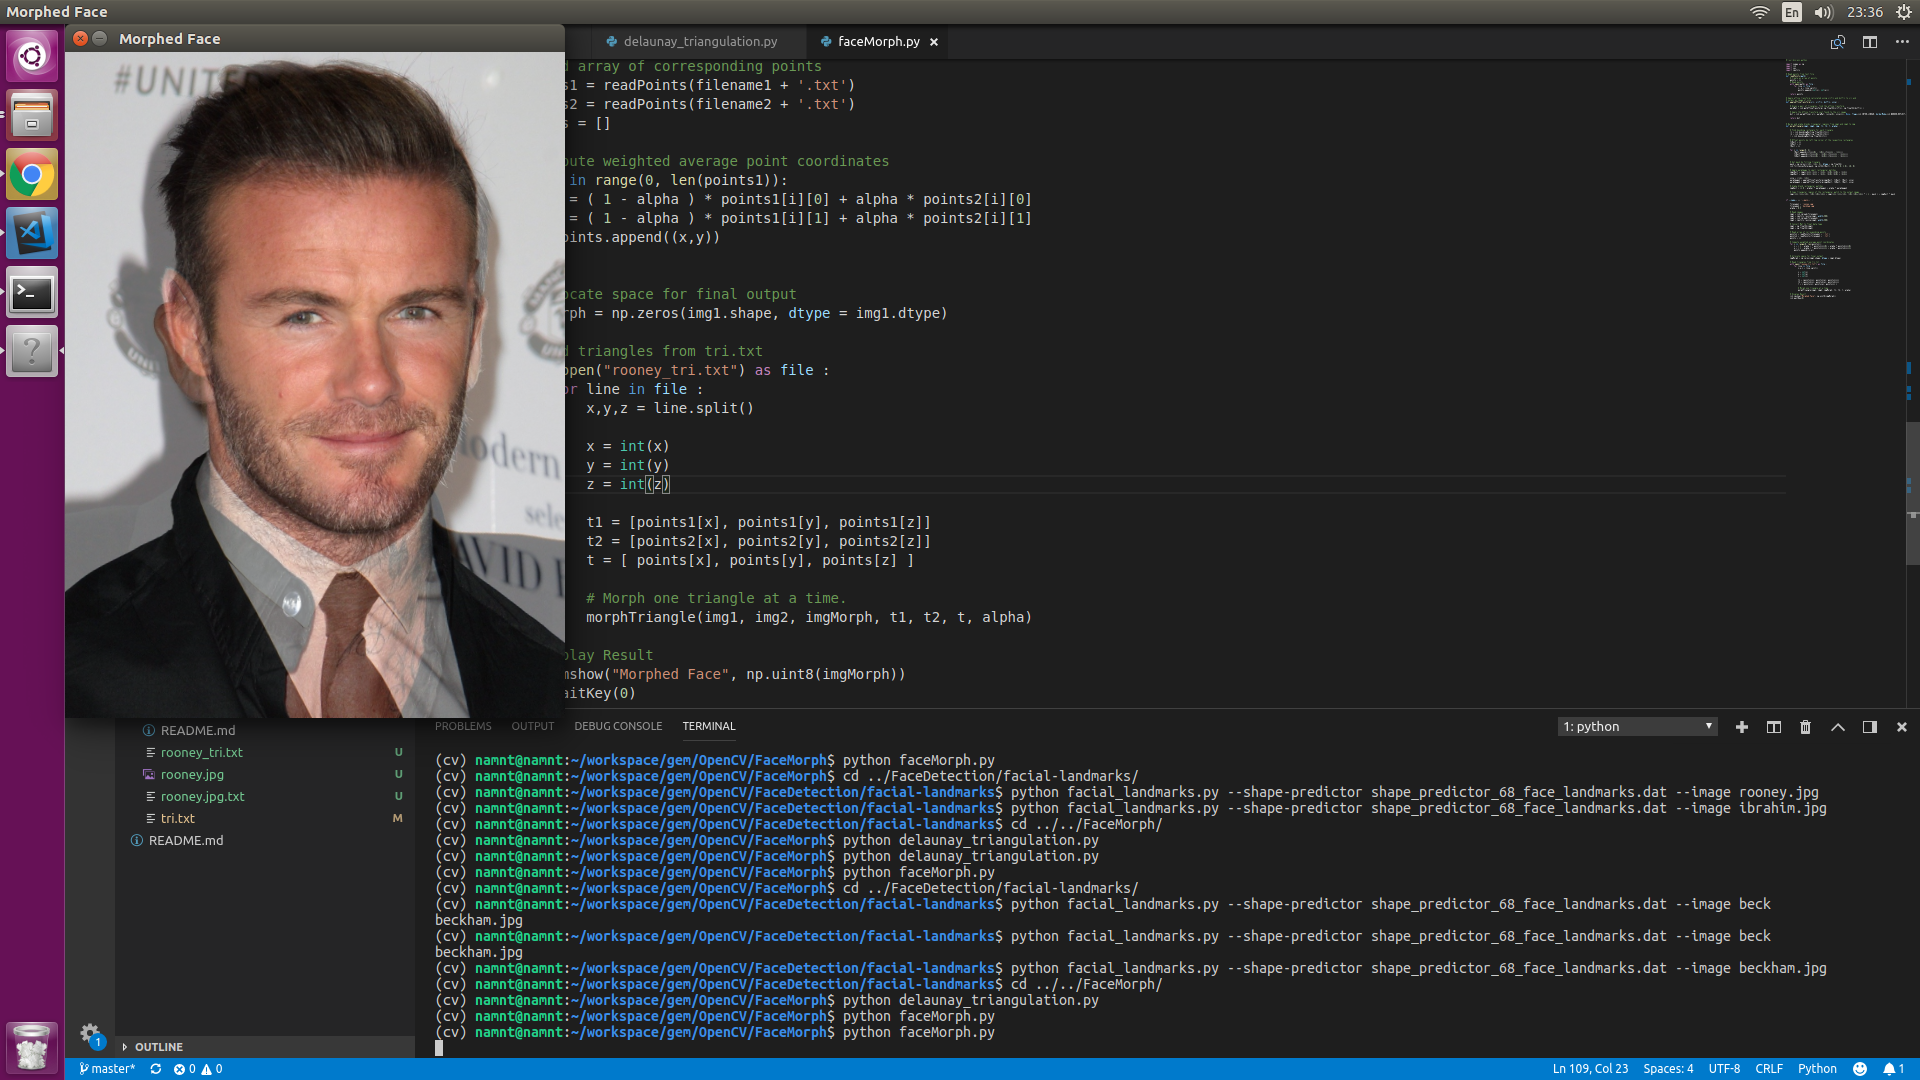 Morphed Face
En
23:36
Morphed Face
delaunay_triangulation.py
faceMorph.py
#UNITED
array of corresponding points
s1 = readPoints(filename1 + '.txt')
s2 = readPoints(filename2 + '.txt')
s = []
ute weighted average point coordinates
in range(0, len(points1)):
= ( 1 - alpha ) * points1[i][0] + alpha * points2[i][0]
= ( 1 - alpha ) * points1[i][1] + alpha * points2[i][1]
oints.append((x,y))
ocate space for final output
rph = np.zeros(img1.shape, dtype = img1.dtype)
d triangles from tri.txt
open("rooney_tri.txt") as file :
or line in file :
x,y,z = line.split()
x = int(x)
y = int(y)
z = int(z)
t1 = [points1[x], points1[y], points1[z]]
t2 = [points2[x], points2[y], points2[z]]
t = [ points[x], points[y], points[z] ]
# Morph one triangle at a time.
morphTriangle(img1, img2, imgMorph, t1, t2, t, alpha)
play Result
mshow("Morphed Face", np.uint8(imgMorph))
aitKey(0)
modern
sele
AVID
README.md
rooney_tri.txt U
rooney.jpg U
rooney.jpg.txt U
tri.txt M
README.md
OUTLINE
PROBLEMS OUTPUT DEBUG CONSOLE TERMINAL
1: python
(cv) namnt@namnt:~/workspace/gem/OpenCV/FaceMorph$ python faceMorph.py
(cv) namnt@namnt:~/workspace/gem/OpenCV/FaceMorph$ cd ../FaceDetection/facial-landmarks/
(cv) namnt@namnt:~/workspace/gem/OpenCV/FaceDetection/facial-landmarks$ python facial_landmarks.py --shape-predictor shape_predictor_68_face_landmarks.dat --image rooney.jpg
(cv) namnt@namnt:~/workspace/gem/OpenCV/FaceDetection/facial-landmarks$ python facial_landmarks.py --shape-predictor shape_predictor_68_face_landmarks.dat --image ibrahim.jpg
(cv) namnt@namnt:~/workspace/gem/OpenCV/FaceDetection/facial-landmarks$ cd ../../FaceMorph/
(cv) namnt@namnt:~/workspace/gem/OpenCV/FaceMorph$ python delaunay_triangulation.py
(cv) namnt@namnt:~/workspace/gem/OpenCV/FaceMorph$ python delaunay_triangulation.py
(cv) namnt@namnt:~/workspace/gem/OpenCV/FaceMorph$ python faceMorph.py
(cv) namnt@namnt:~/workspace/gem/OpenCV/FaceMorph$ cd ../FaceDetection/facial-landmarks/
(cv) namnt@namnt:~/workspace/gem/OpenCV/FaceDetection/facial-landmarks$ python facial_landmarks.py --shape-predictor shape_predictor_68_face_landmarks.dat --image beck
beckham.jpg
(cv) namnt@namnt:~/workspace/gem/OpenCV/FaceDetection/facial-landmarks$ python facial_landmarks.py --shape-predictor shape_predictor_68_face_landmarks.dat --image beck
beckham.jpg
(cv) namnt@namnt:~/workspace/gem/OpenCV/FaceDetection/facial-landmarks$ python facial_landmarks.py --shape-predictor shape_predictor_68_face_landmarks.dat --image beckham.jpg
(cv) namnt@namnt:~/workspace/gem/OpenCV/FaceDetection/facial-landmarks$ cd ../../FaceMorph/
(cv) namnt@namnt:~/workspace/gem/OpenCV/FaceMorph$ python delaunay_triangulation.py
(cv) namnt@namnt:~/workspace/gem/OpenCV/FaceMorph$ python faceMorph.py
(cv) namnt@namnt:~/workspace/gem/OpenCV/FaceMorph$ python faceMorph.py
1
master* 0 0
Ln 109, Col 23 Spaces: 4 UTF-8 CRLF Python 1